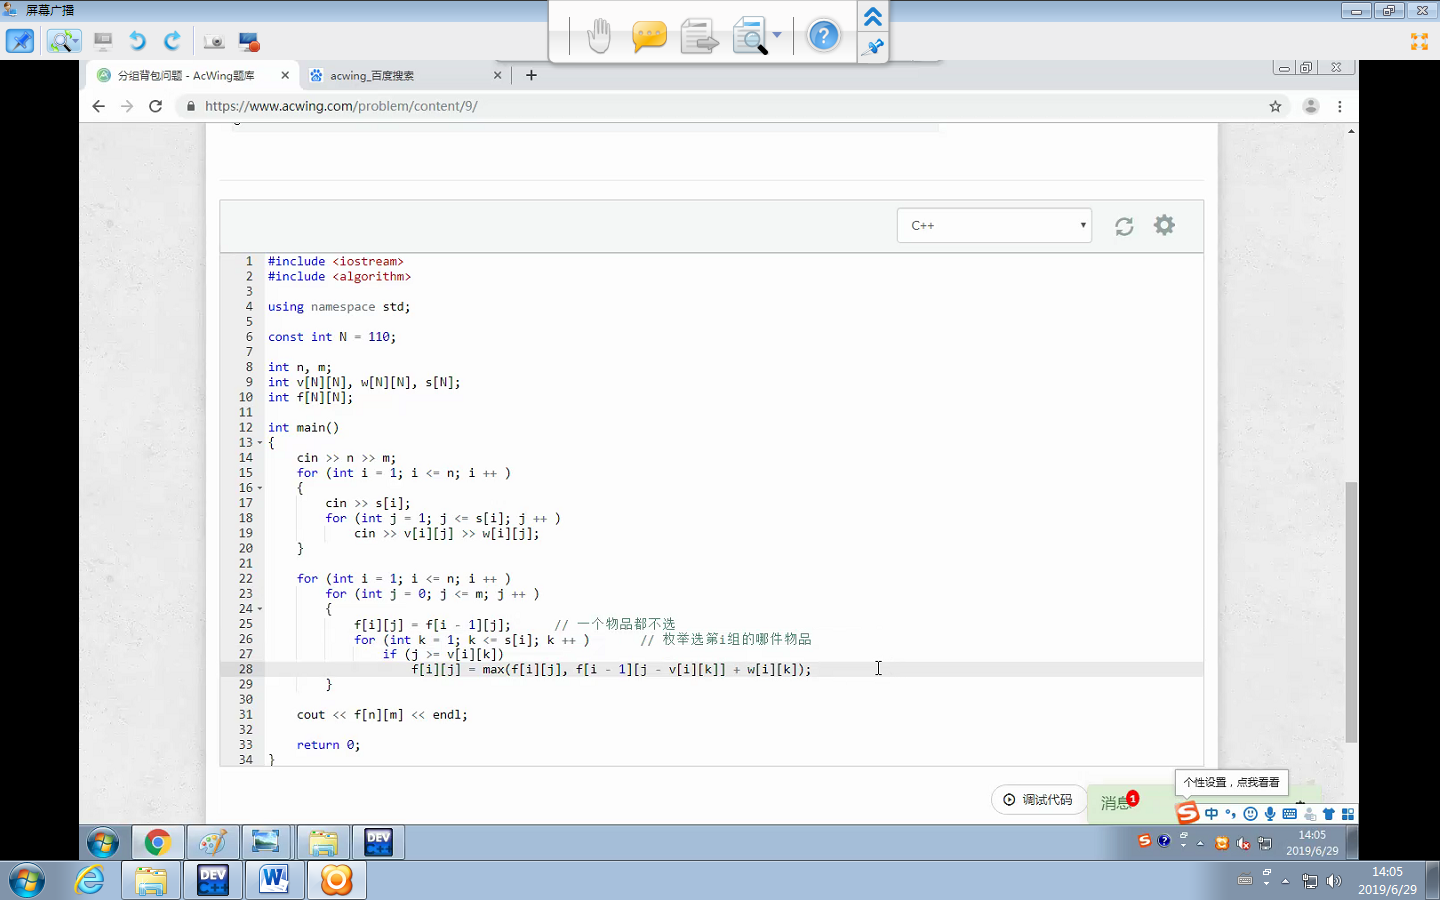 屏幕广播
分组背包问题 - AcWing题库
acwing_百度搜索
https://www.acwing.com/problem/content/9/
C++
1 #include <iostream>
2 #include <algorithm>
3
4 using namespace std;
5
6 const int N = 110;
7
8 int n, m;
9 int v[N][N], w[N][N], s[N];
10 int f[N][N];
11
12 int main()
13 {
14 cin >> n >> m;
15 for (int i = 1; i <= n; i ++ )
16 {
17 cin >> s[i];
18 for (int j = 1; j <= s[i]; j ++ )
19 cin >> v[i][j] >> w[i][j];
20 }
21
22 for (int i = 1; i <= n; i ++ )
23 for (int j = 0; j <= m; j ++ )
24 {
25 f[i][j] = f[i - 1][j]; // 一个物品都不选
26 for (int k = 1; k <= s[i]; k ++ ) // 枚举选第i组的哪件物品
27 if (j >= v[i][k])
28 f[i][j] = max(f[i][j], f[i - 1][j - v[i][k]] + w[i][k]);
29 }
30
31 cout << f[n][m] << endl;
32
33 return 0;
34 }
个性设置，点我看看
调试代码
消息
1
中
DEV
14:05
2019/6/29
DEV
C++
14:05
2019/6/29